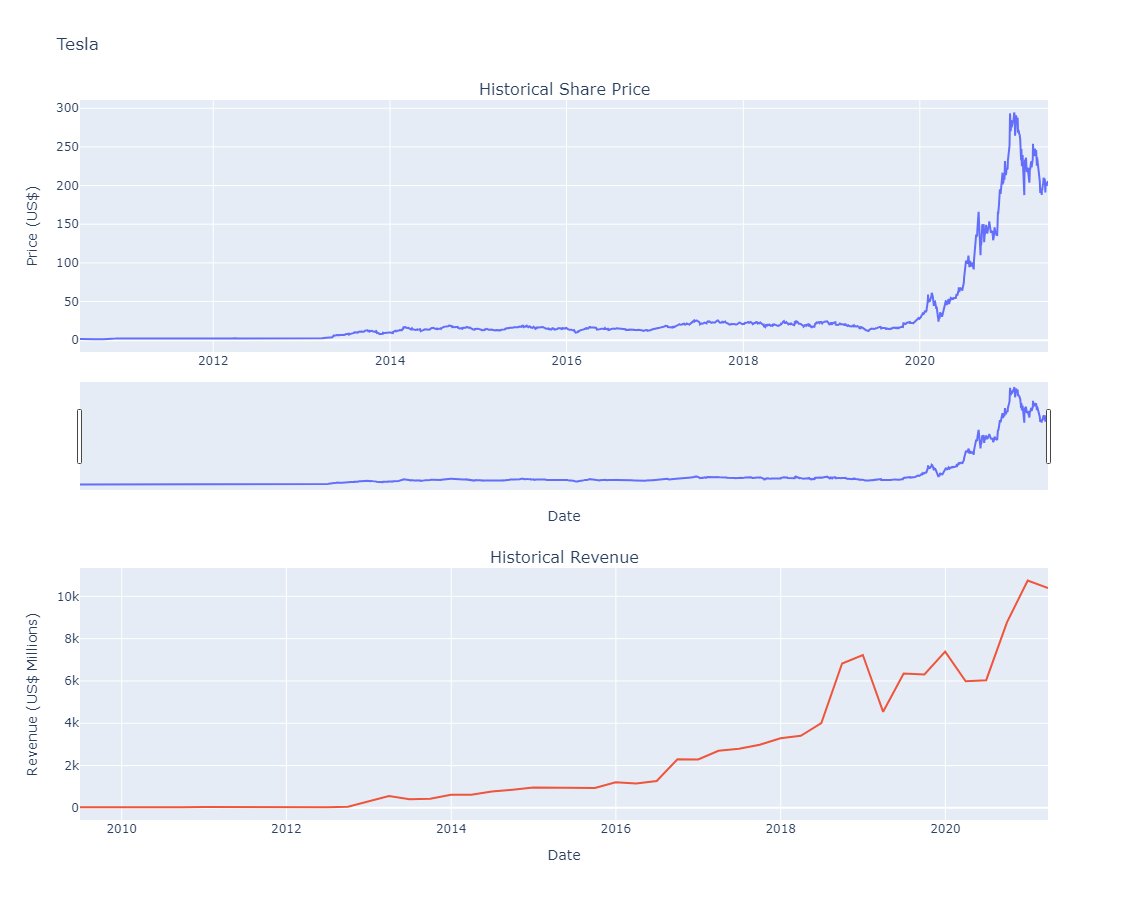 Tesla
Historical Share Price
300
250
200
150
100
50
0
Price (US$)
2012 2014 2016 2018 2020
Date
Historical Revenue
10k
8k
6k
4k
2k
0
Revenue (US$ Millions)
2010 2012 2014 2016 2018 2020
Date